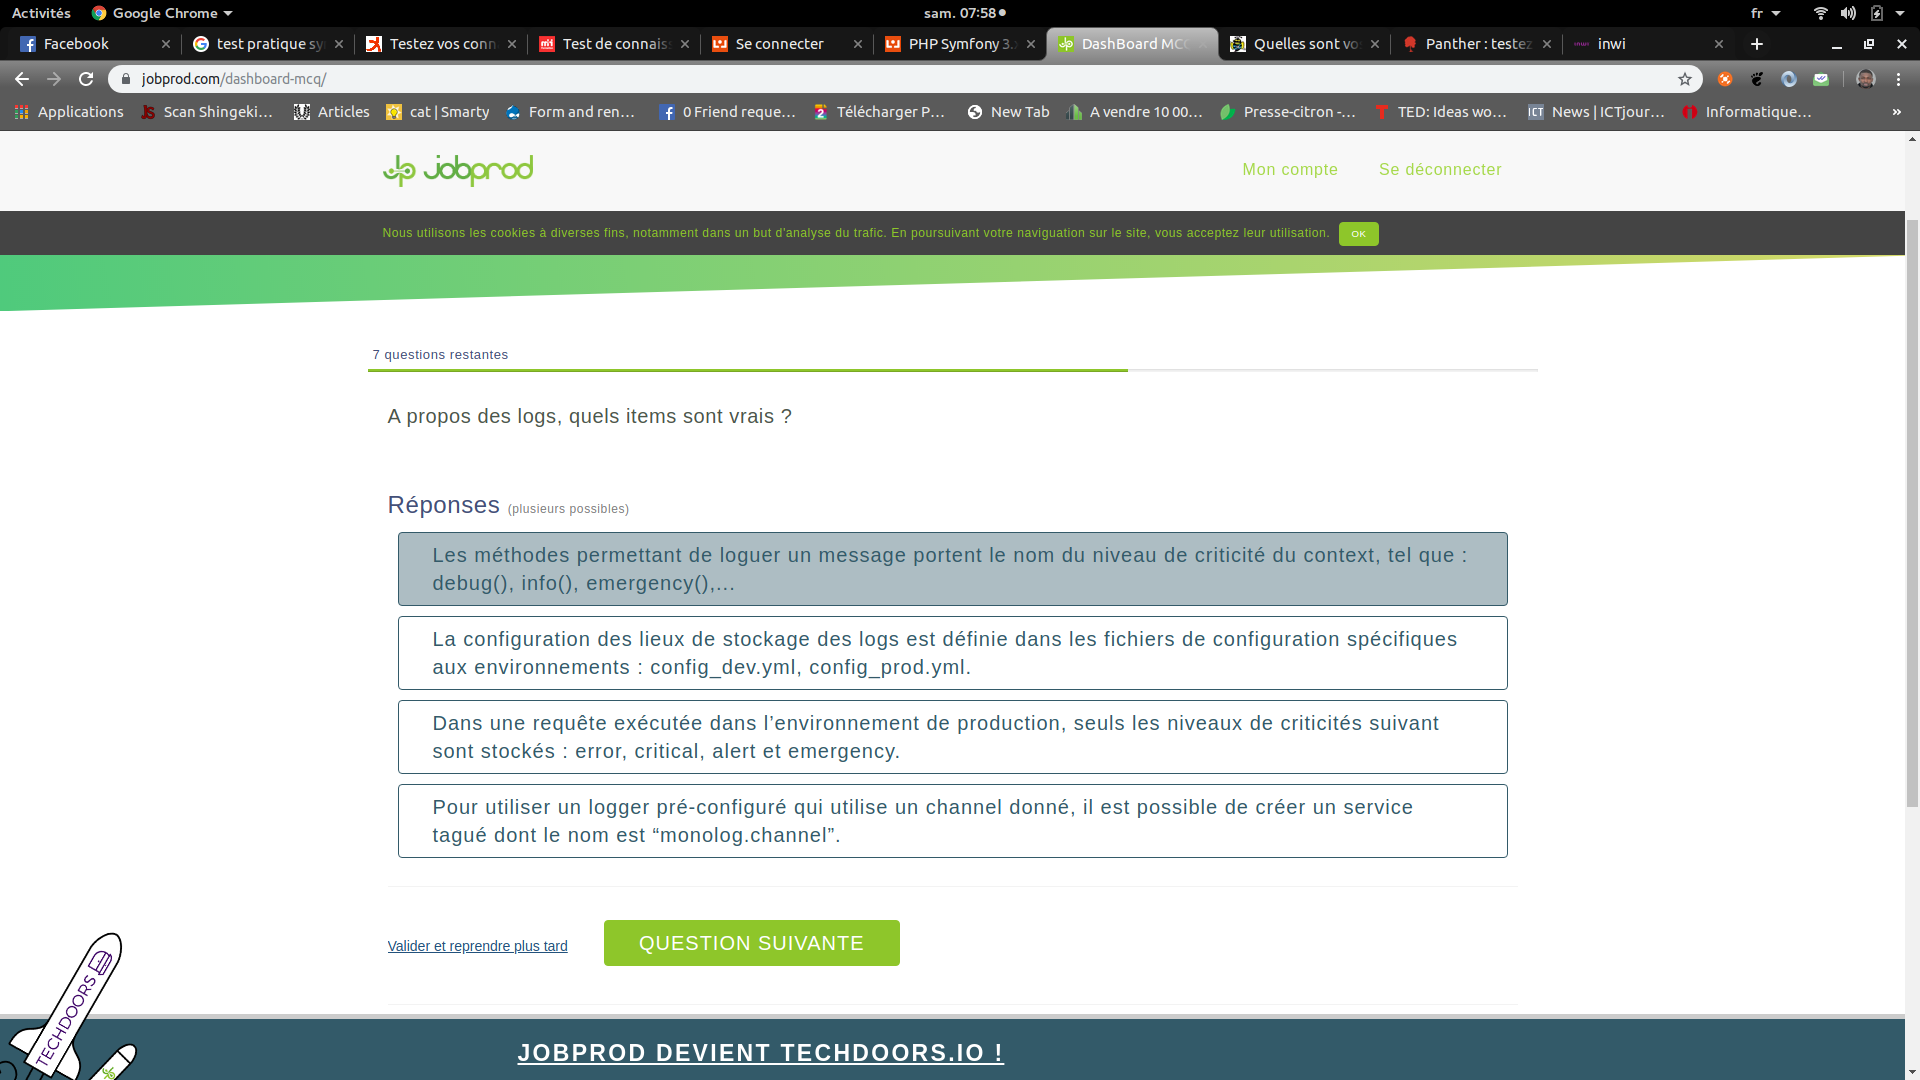 Activités
Google Chrome
sam. 07:58
fr
Facebook
test pratique sy
Testez vos conn
Test de connais
Se connecter
PHP Symfony 3.
DashBoard MC
Quelles sont vo
Panther : testez
inwi
jobprod.com/dashboard-mcq/
Applications
Scan Shingeki...
Articles
cat | Smarty
Form and ren...
0 Friend reque...
Télécharger P...
New Tab
A vendre 10 00...
Presse-citron -...
TED: Ideas wo...
News | ICTjour...
Informatique...
»
jobprod
Mon compte
Se déconnecter
Nous utilisons les cookies à diverses fins, notamment dans un but d'analyse du trafic. En poursuivant votre naviguation sur le site, vous acceptez leur utilisation.
OK
7 questions restantes
A propos des logs, quels items sont vrais ?
Réponses (plusieurs possibles)
Les méthodes permettant de loguer un message portent le nom du niveau de criticité du context, tel que :
debug(), info(), emergency(),...
La configuration des lieux de stockage des logs est définie dans les fichiers de configuration spécifiques
aux environnements : config_dev.yml, config_prod.yml.
Dans une requête exécutée dans l’environnement de production, seuls les niveaux de criticités suivant
sont stockés : error, critical, alert et emergency.
Pour utiliser un logger pré-configuré qui utilise un channel donné, il est possible de créer un service
tagué dont le nom est “monolog.channel”.
Valider et reprendre plus tard
QUESTION SUIVANTE
TECHDOORS
JOBPROD DEVIENT TECHDOORS.IO !